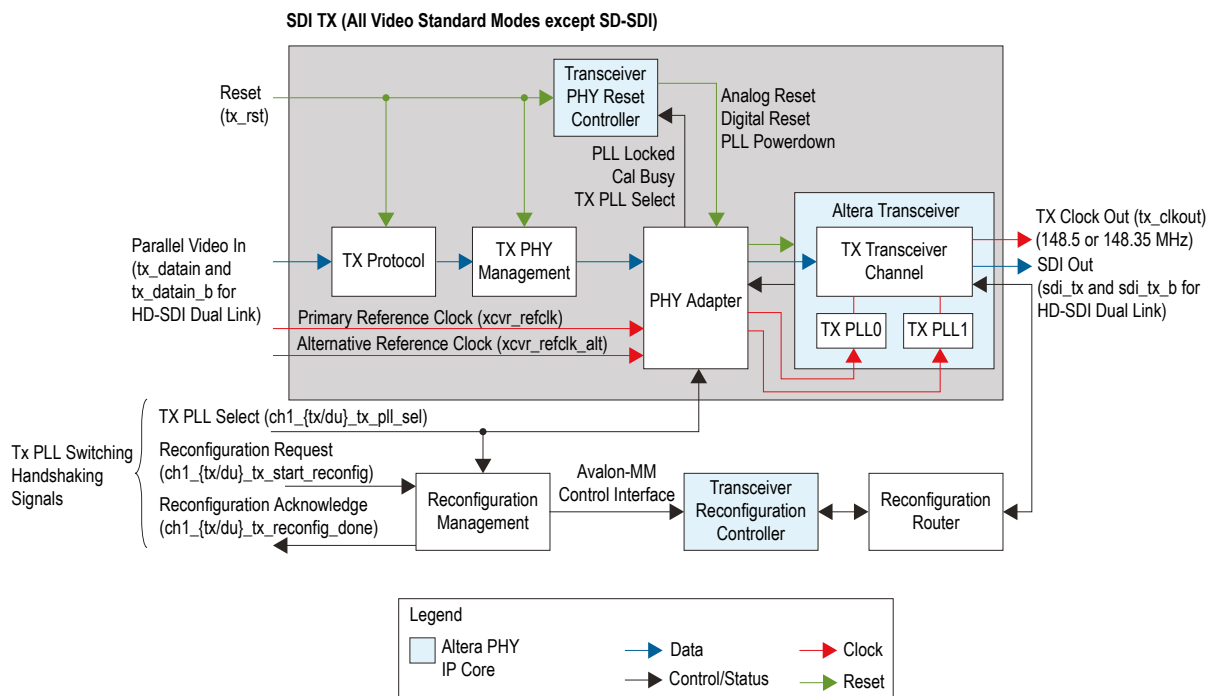 SDI TX (All Video Standard Modes except SD-SDI)
Reset
(tx_rst)
Transceiver
PHY Reset
Controller
Analog Reset
Digital Reset
PLL Powerdown
PLL Locked
Cal Busy
TX PLL Select
Parallel Video In
(tx_datain and
tx_datain_b for
HD-SDI Dual Link)
TX Protocol
TX PHY
Management
PHY Adapter
Altera Transceiver
TX Transceiver
Channel
TX PLL0
TX PLL1
TX Clock Out (tx_clkout)
(148.5 or 148.35 MHz)
SDI Out
(sdi_tx and sdi_tx_b for
HD-SDI Dual Link)
Primary Reference Clock (xcvr_refclk)
Alternative Reference Clock (xcvr_refclk_alt)
Tx PLL Switching
Handshaking
Signals
TX PLL Select (ch1_{tx/du}_tx_pll_sel)
Reconfiguration Request
(ch1_{tx/du}_tx_start_reconfig)
Reconfiguration Acknowledge
(ch1_{tx/du}_tx_reconfig_done)
Reconfiguration
Management
Avalon-MM
Control Interface
Transceiver
Reconfiguration
Controller
Reconfiguration
Router
Legend
Altera PHY
IP Core
Data
Control/Status
Clock
Reset